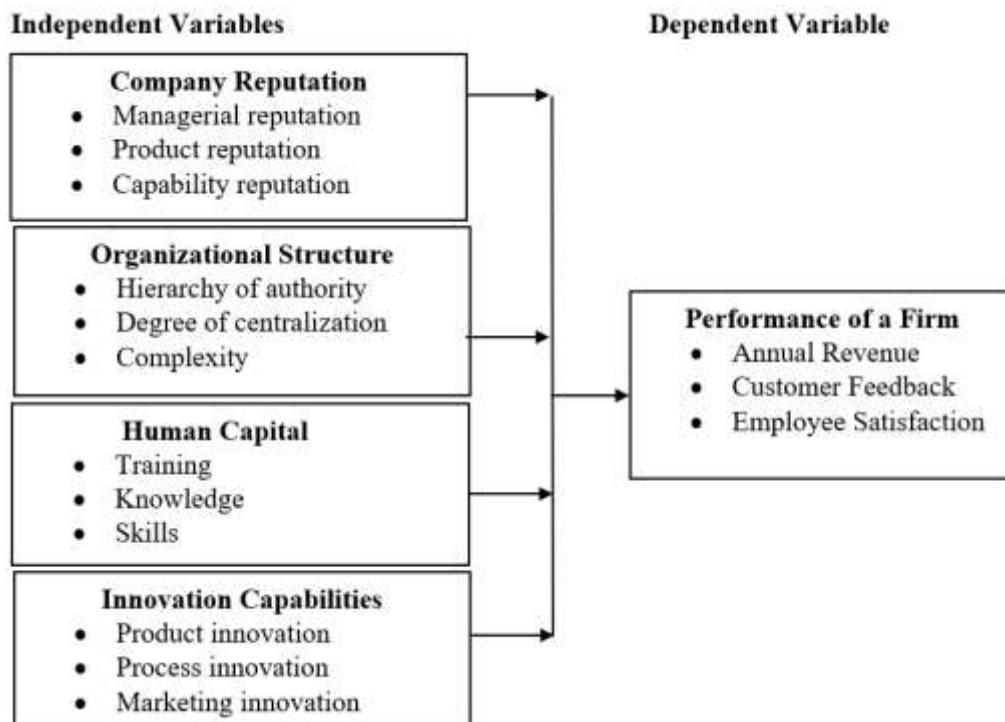 Independent Variables
Dependent Variable
Company Reputation
• Managerial reputation
• Product reputation
• Capability reputation
Organizational Structure
• Hierarchy of authority
• Degree of centralization
• Complexity
Human Capital
• Training
• Knowledge
• Skills
Innovation Capabilities
• Product innovation
• Process innovation
• Marketing innovation
Performance of a Firm
• Annual Revenue
• Customer Feedback
• Employee Satisfaction